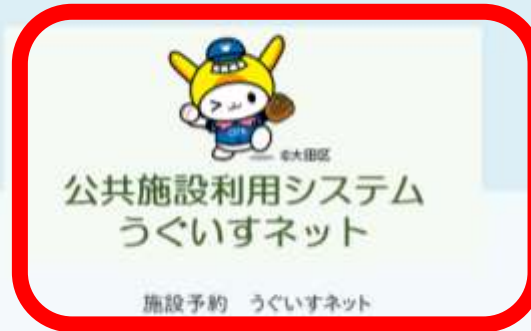 ©大田区
公共施設利用システム
うぐいすネット
施設予約 うぐいすネット